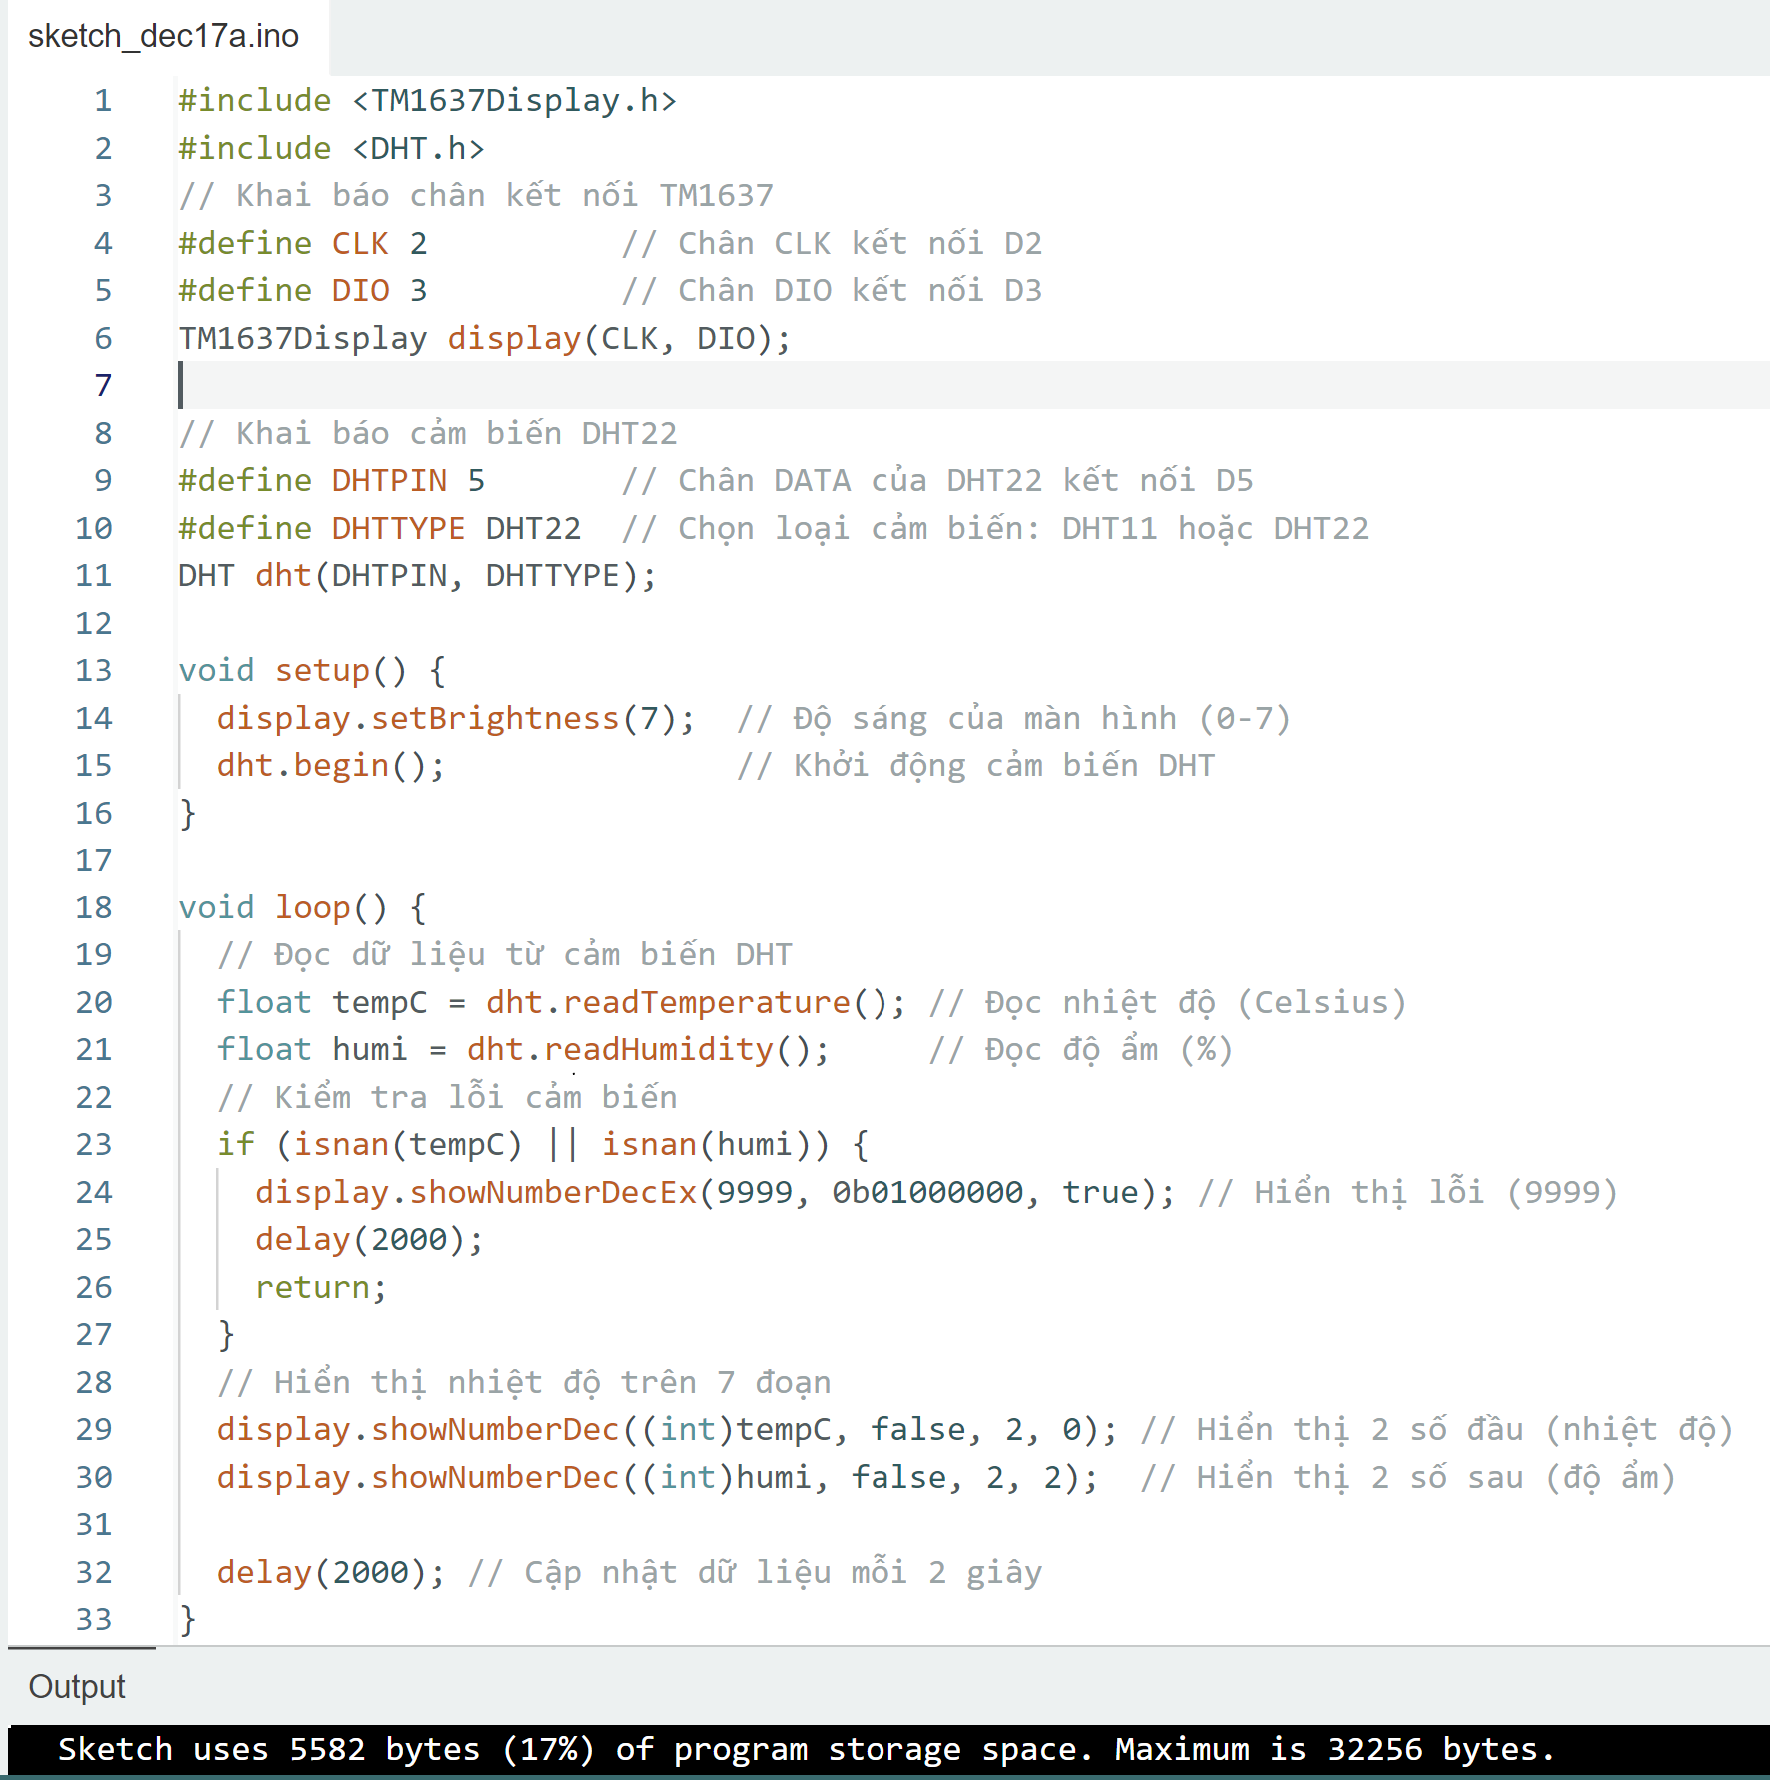 sketch_dec17a.ino
1 #include <TM1637Display.h>
2 #include <DHT.h>
3 // Khai báo chân kết nối TM1637
4 #define CLK 2 // Chân CLK kết nối D2
5 #define DIO 3 // Chân DIO kết nối D3
6 TM1637Display display(CLK, DIO);
7
8 // Khai báo cảm biến DHT22
9 #define DHTPIN 5 // Chân DATA của DHT22 kết nối D5
10 #define DHTTYPE DHT22 // Chọn loại cảm biến: DHT11 hoặc DHT22
11 DHT dht(DHTPIN, DHTTYPE);
12
13 void setup() {
14 display.setBrightness(7); // Độ sáng của màn hình (0-7)
15 dht.begin(); // Khởi động cảm biến DHT
16 }
17
18 void loop() {
19 // Đọc dữ liệu từ cảm biến DHT
20 float tempC = dht.readTemperature(); // Đọc nhiệt độ (Celsius)
21 float humi = dht.readHumidity(); // Đọc độ ẩm (%)
22 // Kiểm tra lỗi cảm biến
23 if (isnan(tempC) || isnan(humi)) {
24 display.showNumberDecEx(9999, 0b01000000, true); // Hiển thị lỗi (9999)
25 delay(2000);
26 return;
27 }
28 // Hiển thị nhiệt độ trên 7 đoạn
29 display.showNumberDec((int)tempC, false, 2, 0); // Hiển thị 2 số đầu (nhiệt độ)
30 display.showNumberDec((int)humi, false, 2, 2); // Hiển thị 2 số sau (độ ẩm)
31
32 delay(2000); // Cập nhật dữ liệu mỗi 2 giây
33 }
Output
Sketch uses 5582 bytes (17%) of program storage space. Maximum is 32256 bytes.